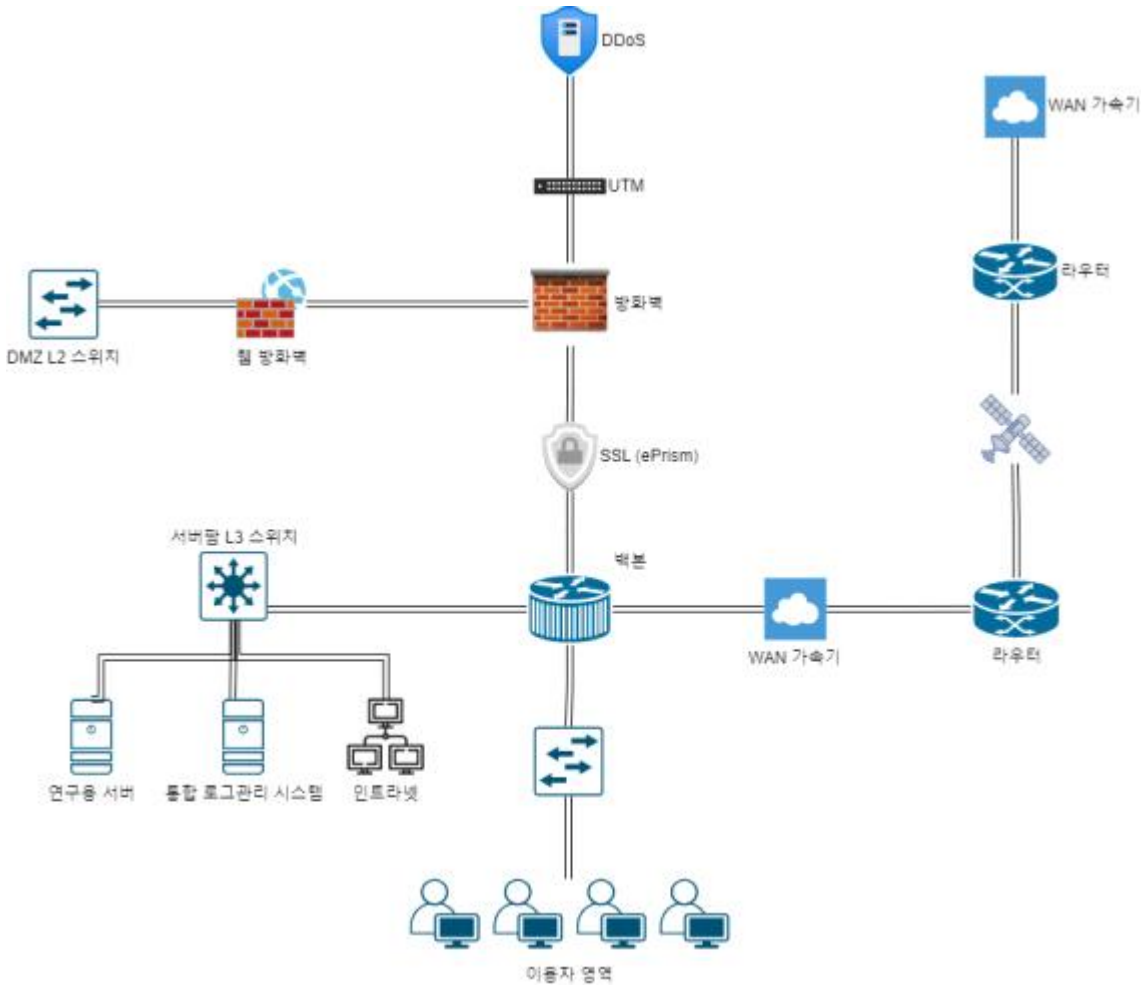 DDoS
WAN 가속기
UTM
라우터
방화벽
DMZ L2 스위치
웹 방화벽
SSL (ePrism)
서버팜 L3 스위치
백본
WAN 가속기
라우터
연구용 서버
통합 로그관리 시스템
인트라넷
이용자 영역